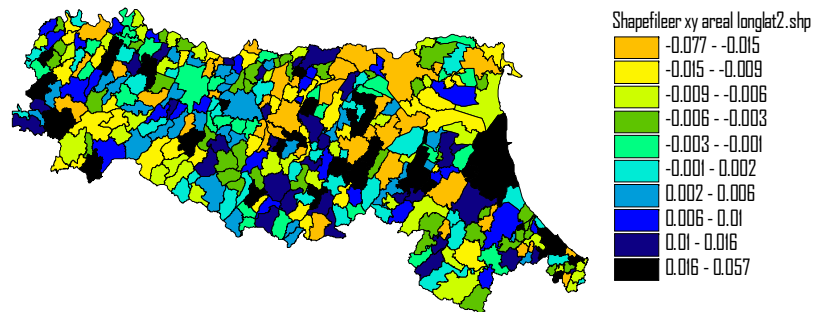 Shapefileer xy areal longlat2.shp
-0.077 - -0.015
-0.015 - -0.009
-0.009 - -0.006
-0.006 - -0.003
-0.003 - -0.001
-0.001 - 0.002
0.002 - 0.006
0.006 - 0.01
0.01 - 0.016
0.016 - 0.057